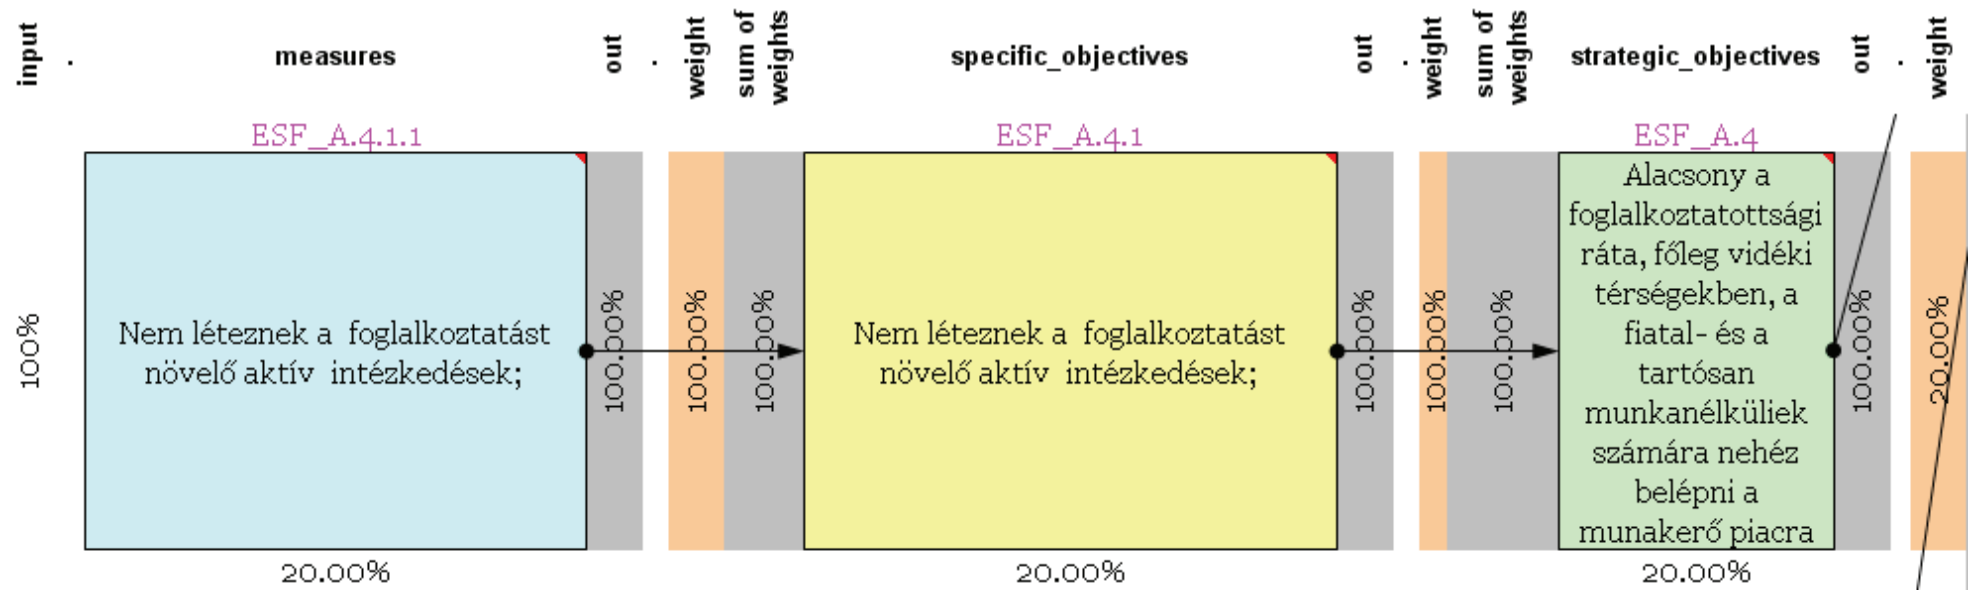 input . measures out . weight sum of weights specific_objectives out . weight sum of weights strategic_objectives out . weight
ESF_A.4.1.1
ESF_A.4.1
ESF_A.4
100%
Nem léteznek a foglalkoztatást
növelő aktív intézkedések;
100.00%
100.00%
100.00%
Nem léteznek a foglalkoztatást
növelő aktív intézkedések;
100.00%
100.00%
100.00%
Alacsony a
foglalkoztatottsági
ráta, főleg vidéki
térségekben, a
fiatal- és a
tartósan
munkanélküliek
számára nehéz
belépni a
munakerő piacra
100.00%
20.00%
20.00%
20.00%
20.00%